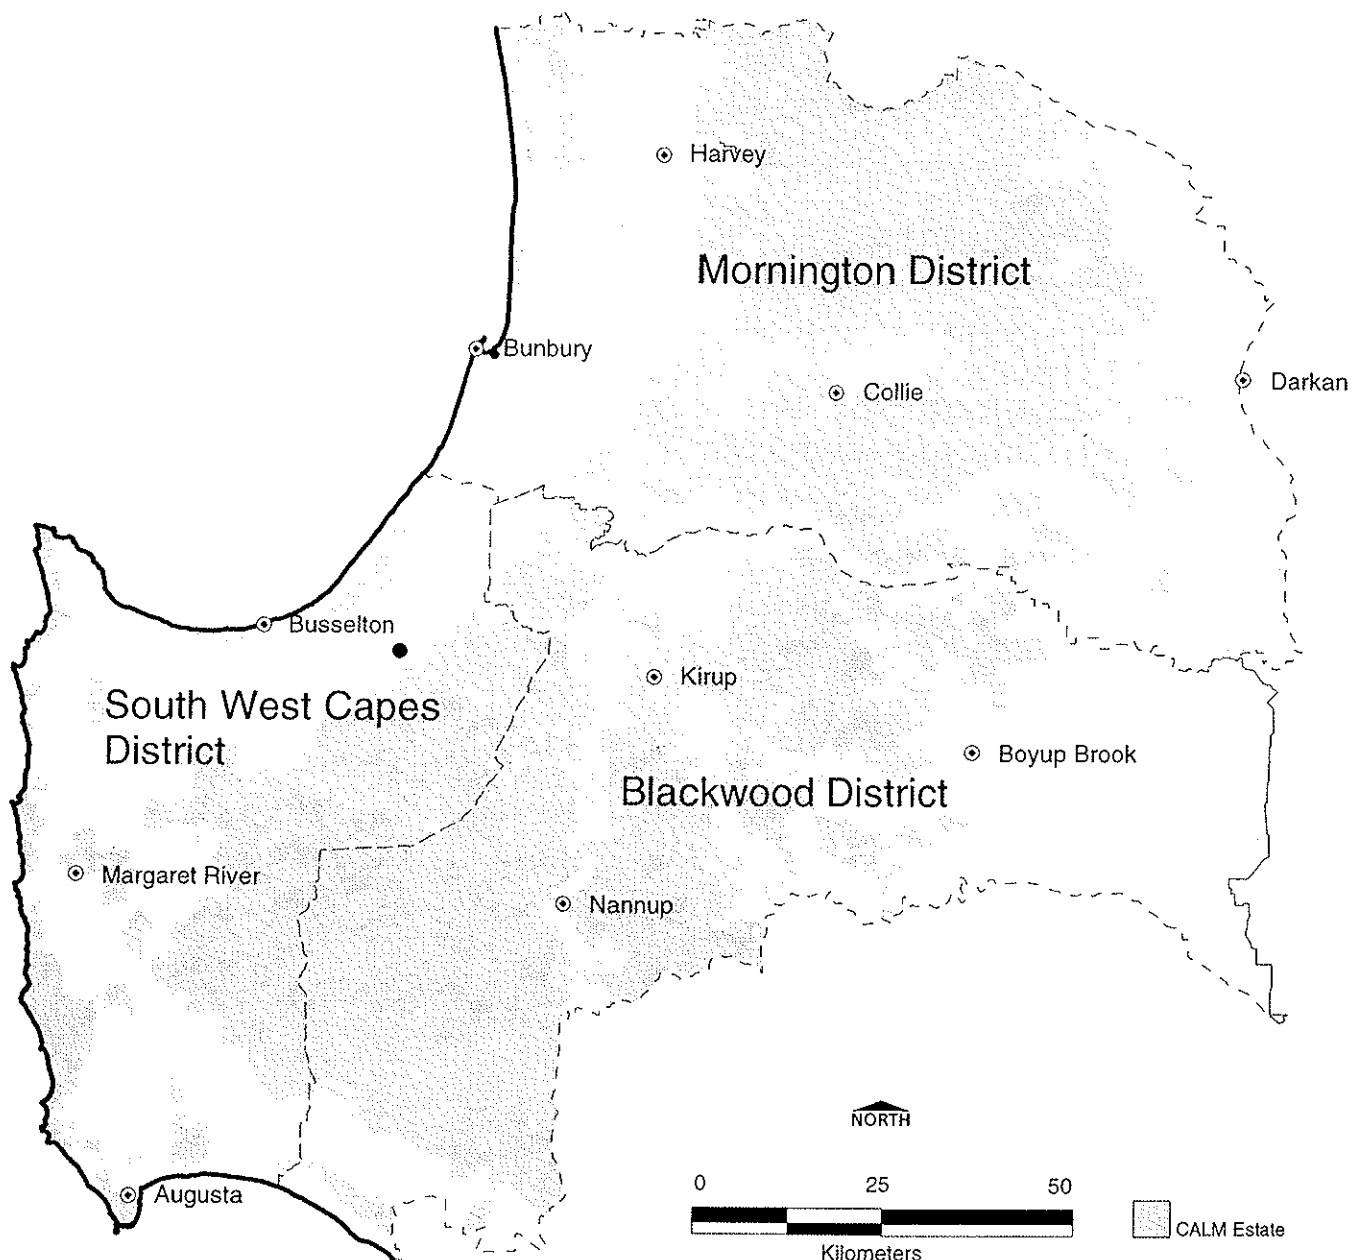 Harvey
Mornington District
Bunbury
Darkan
Collie
Busselton
Kirup
South West Capes
District
Boyup Brook
Blackwood District
Margaret River
Nannup
NORTH
0 25 50
Augusta
CALM Estate
Kilometers